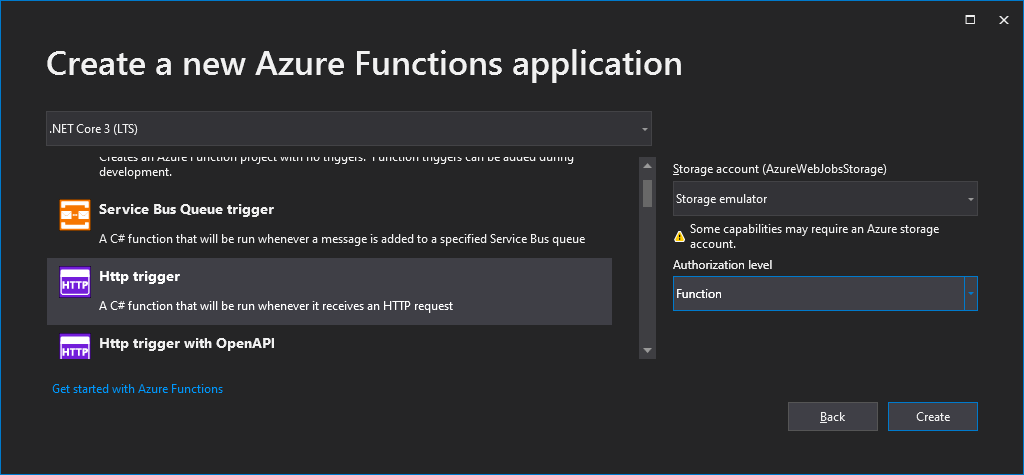 Create a new Azure Functions application
.NET Core 3 (LTS)
Creates an Azure Function project with no triggers. Function triggers can be added during
development.
Service Bus Queue trigger
A C# function that will be run whenever a message is added to a specified Service Bus queue
HTTP
Http trigger
A C# function that will be run whenever it receives an HTTP request
HTTP
Http trigger with OpenAPI
Get started with Azure Functions
Storage account (AzureWebJobsStorage)
Storage emulator
Some capabilities may require an Azure storage
account.
Authorization level
Function
Back
Create